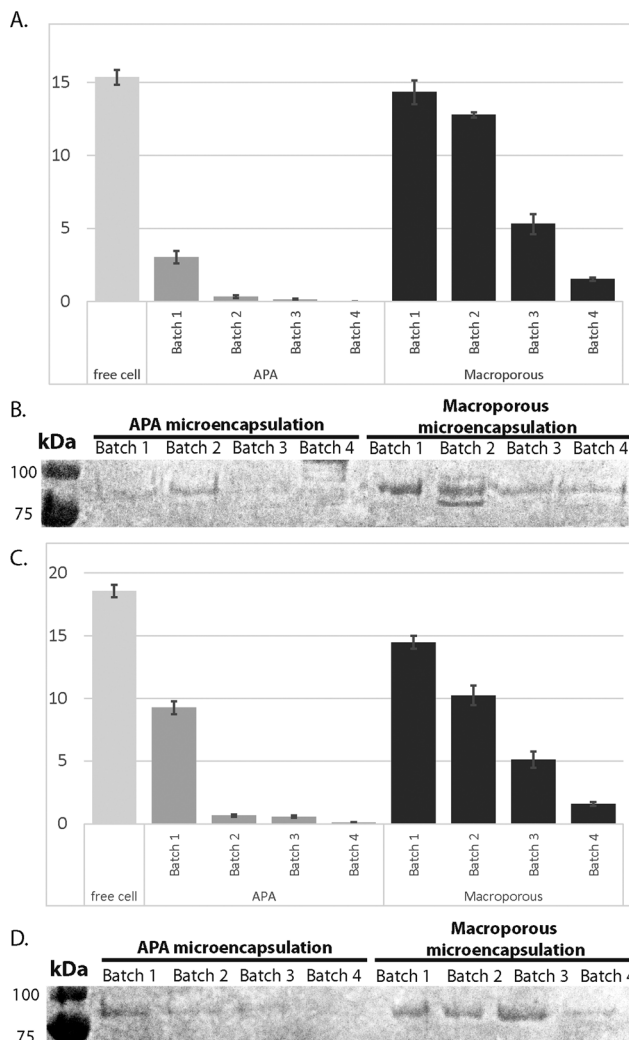 A.
15
10
5
0
Batch 1
Batch 2
Batch 3
Batch 4
Batch 1
Batch 2
Batch 3
Batch 4
free cell
APA
Macroporous
B.
kDa
APA microencapsulation
Macroporous
microencapsulation
Batch 1 Batch 2 Batch 3 Batch 4 Batch 1 Batch 2 Batch 3 Batch 4
100
75
C.
20
15
10
5
0
Batch 1
Batch 2
Batch 3
Batch 4
Batch 1
Batch 2
Batch 3
Batch 4
free cell
APA
Macroporous
D.
kDa
APA microencapsulation
Macroporous
microencapsulation
Batch 1 Batch 2 Batch 3 Batch 4 Batch 1 Batch 2 Batch 3 Batch 4
100
75